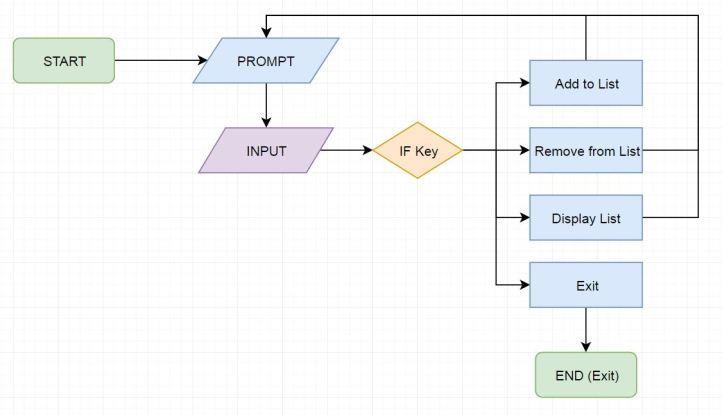 START
PROMPT
Add to List
INPUT
IF Key
Remove from List
Display List
Exit
END (Exit)